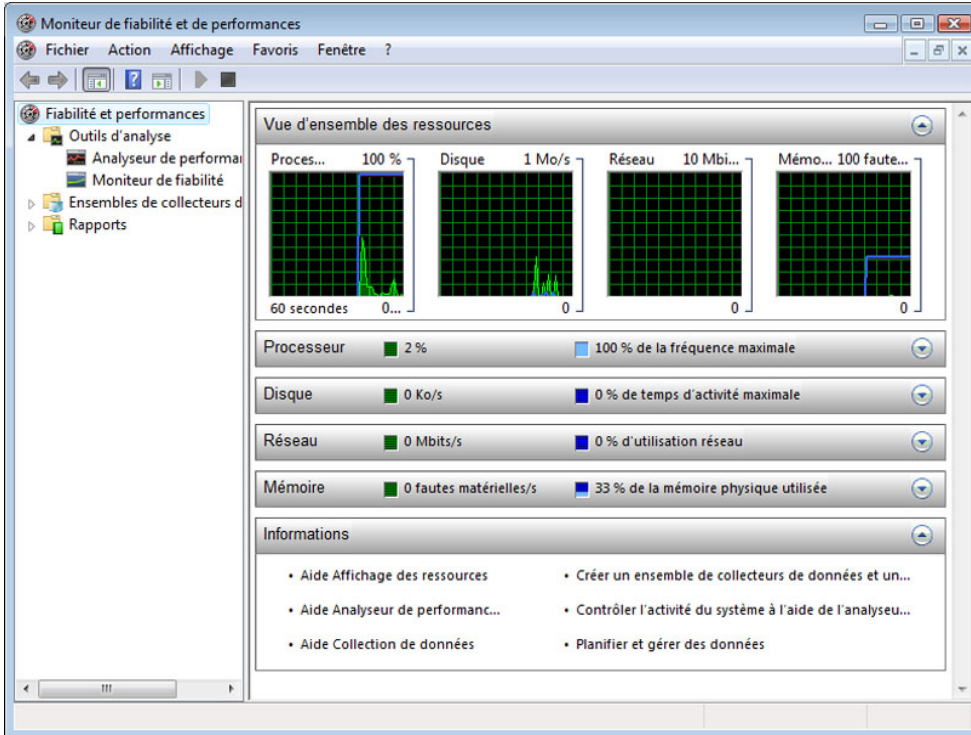 Moniteur de fiabilité et de performances
Fichier Action Affichage Favoris Fenêtre ?
Fiabilité et performances
Outils d'analyse
Analyseur de performan
Moniteur de fiabilité
Ensembles de collecteurs d
Rapports
Vue d'ensemble des ressources
Proces... 100 % Disque 1 Mo/s Réseau 10 Mbi... Mémo... 100 faute...
60 secondes 0... 0 0 0
Processeur 2 % 100 % de la fréquence maximale
Disque 0 Ko/s 0 % de temps d'activité maximale
Réseau 0 Mbits/s 0 % d'utilisation réseau
Mémoire 0 fautes matérielles/s 33 % de la mémoire physique utilisée
Informations
• Aide Affichage des ressources • Créer un ensemble de collecteurs de données et un...
• Aide Analyseur de performanc... • Contrôler l'activité du système à l'aide de l'analyseu...
• Aide Collection de données • Planifier et gérer des données